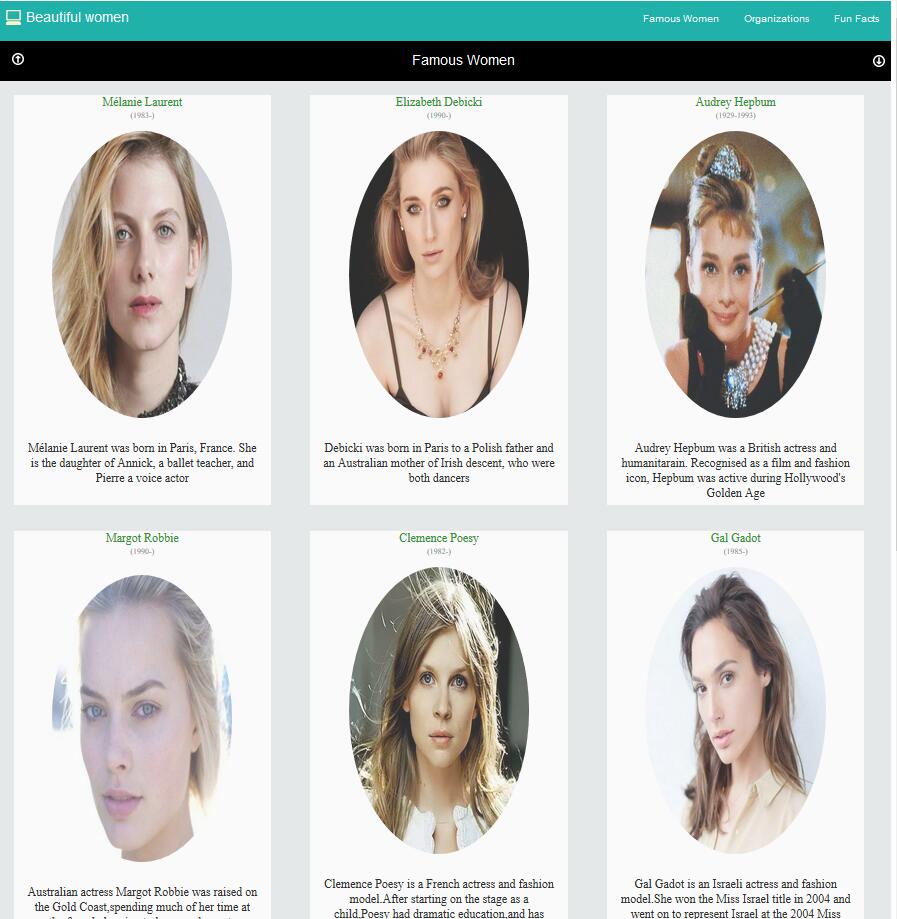 Beautiful women
Famous Women
Organizations
Fun Facts
Famous Women
Mélanie Laurent
(1983-)
Mélanie Laurent was born in Paris, France. She
is the daughter of Annick, a ballet teacher, and
Pierre a voice actor
Elizabeth Debicki
(1990-)
Debicki was born in Paris to a Polish father and
an Australian mother of Irish descent, who were
both dancers
Audrey Hepburn
(1929-1993)
Audrey Hepburn was a British actress and
humanitarain. Recognised as a film and fashion
icon, Hepburn was active during Hollywood's
Golden Age
Margot Robbie
(1990-)
Australian actress Margot Robbie was raised on
the Gold Coast,spending much of her time at
Clemence Poesy
(1982-)
Clemence Poesy is a French actress and fashion
model.After starting on the stage as a
child,Poesy had dramatic education,and has
Gal Gadot
(1985-)
Gal Gadot is an Israeli actress and fashion
model.She won the Miss Israel title in 2004 and
went on to represent Israel at the 2004 Miss